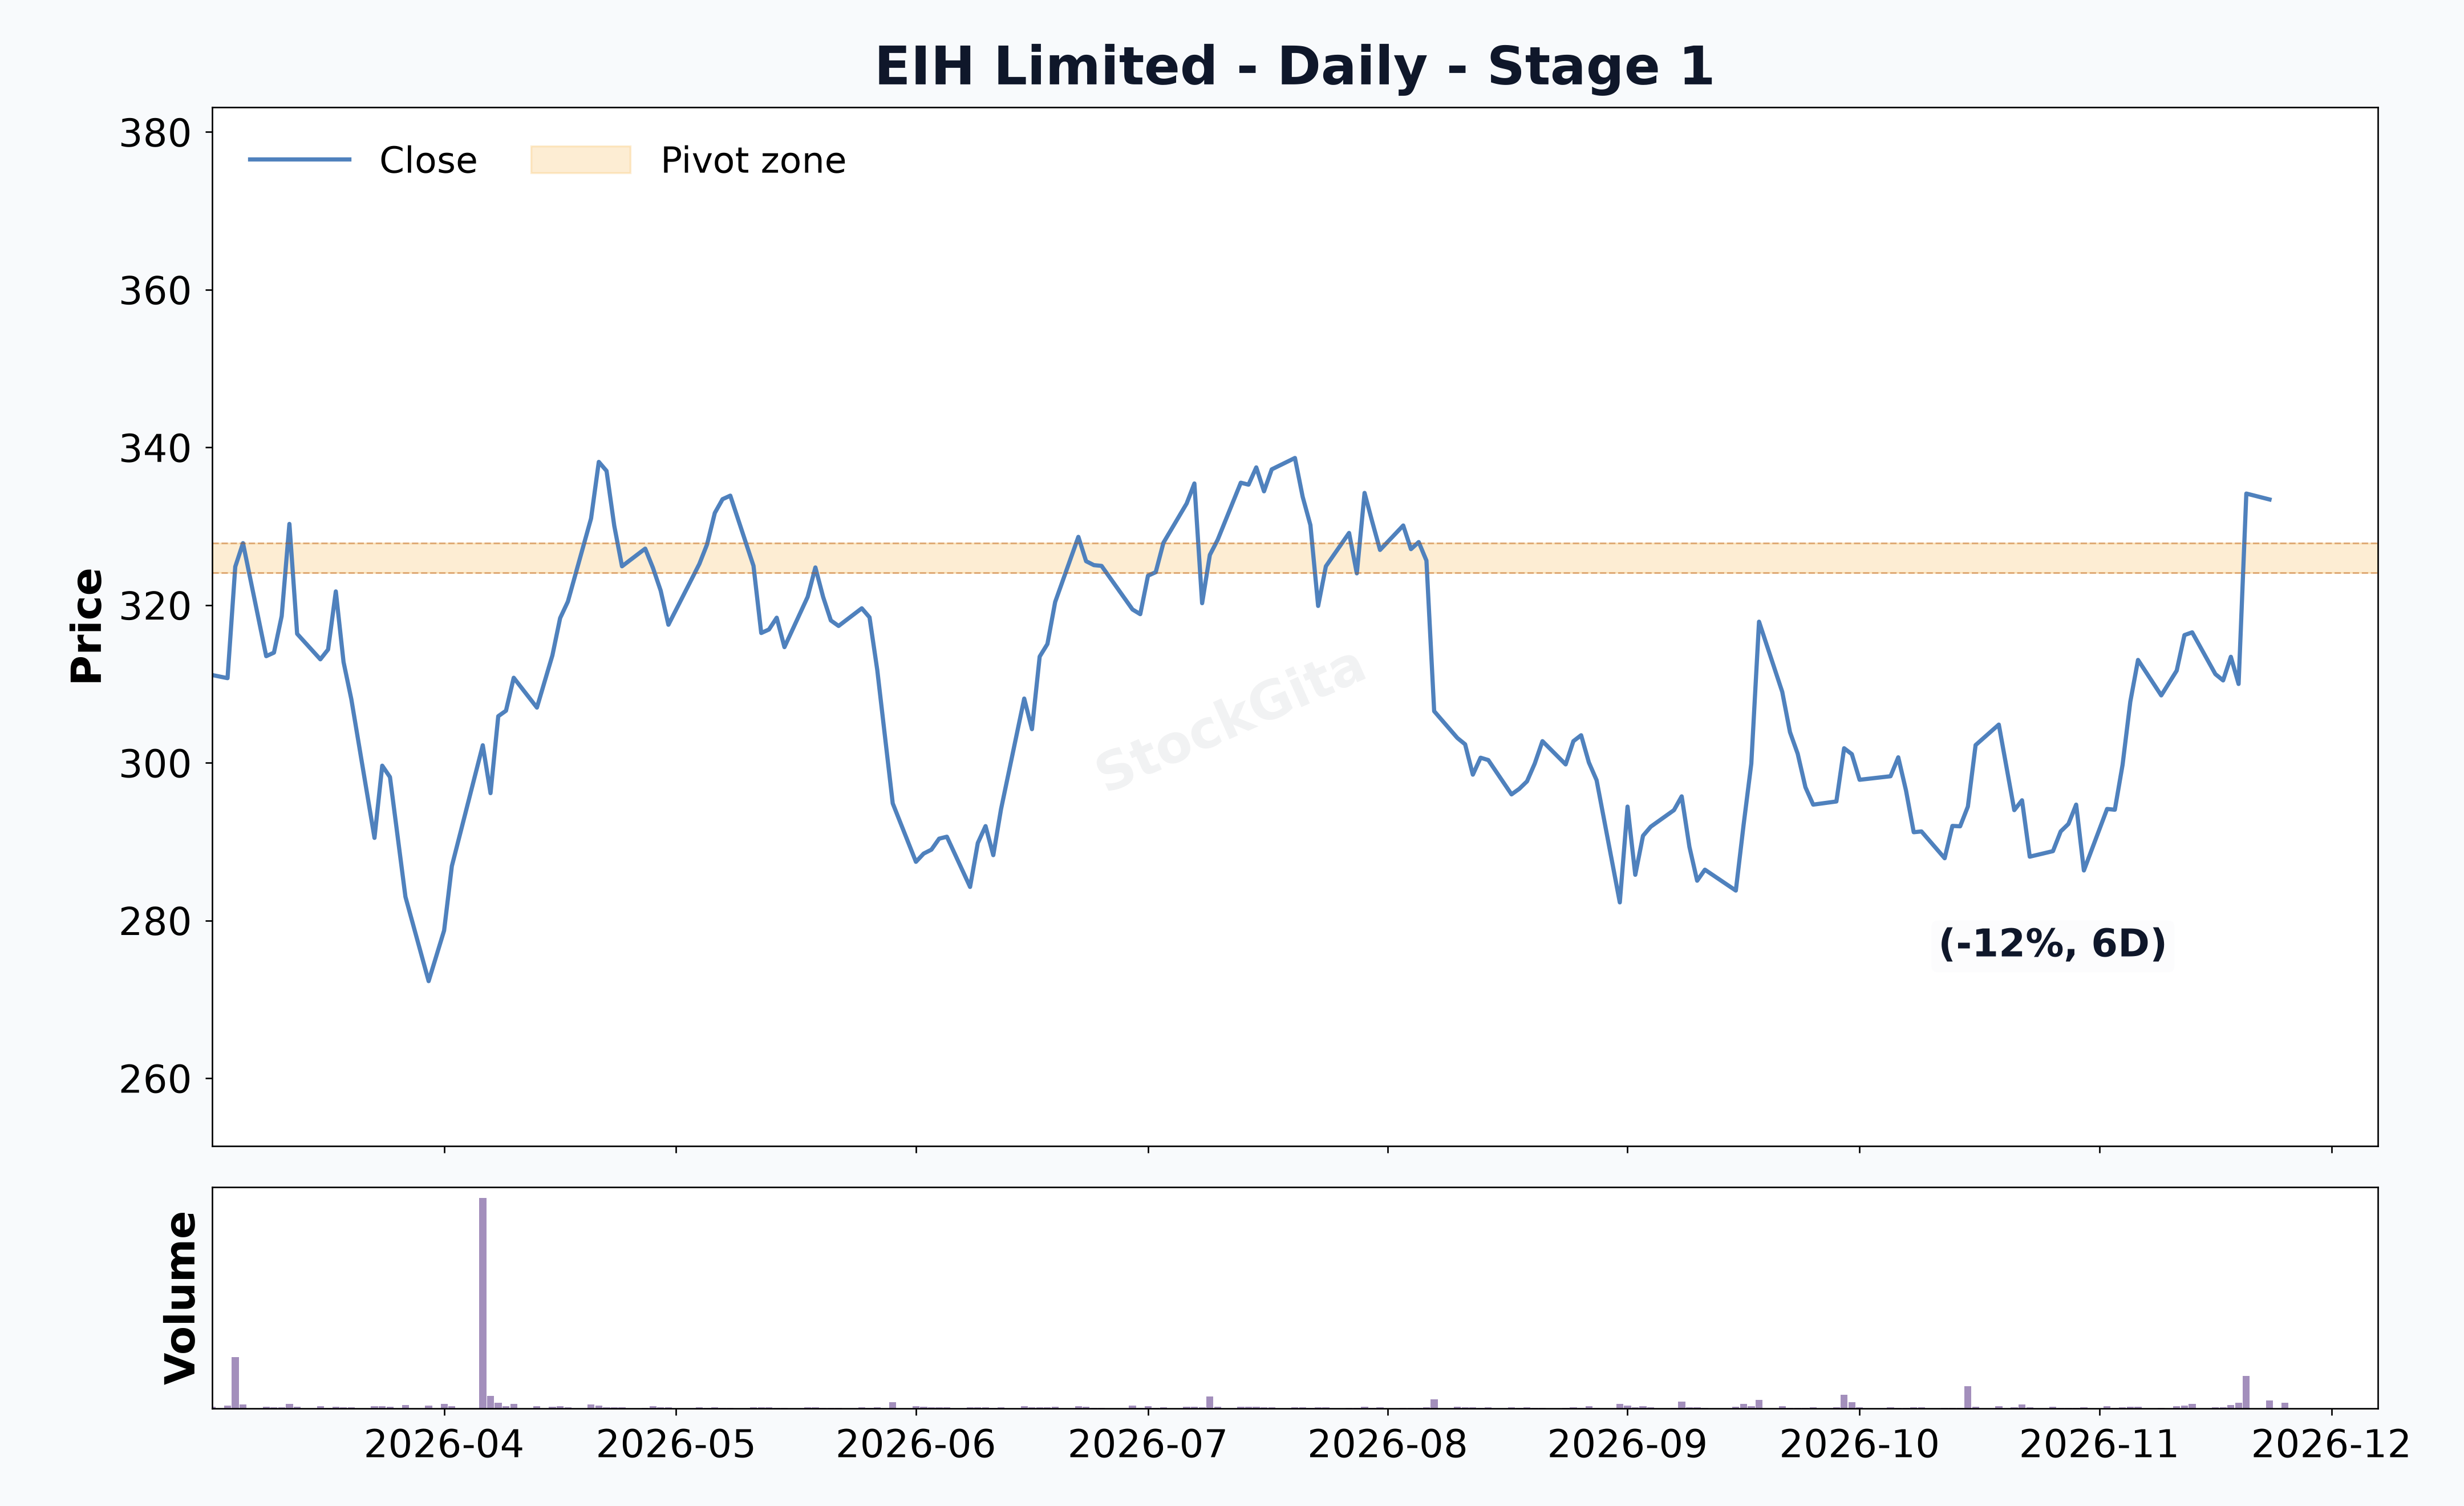 EIH Limited - Daily - Stage 1
Close
Pivot zone
Price
380
360
340
320
300
280
260
StockGita
(-12%, 6D)
Volume
2026-04
2026-05
2026-06
2026-07
2026-08
2026-09
2026-10
2026-11
2026-12